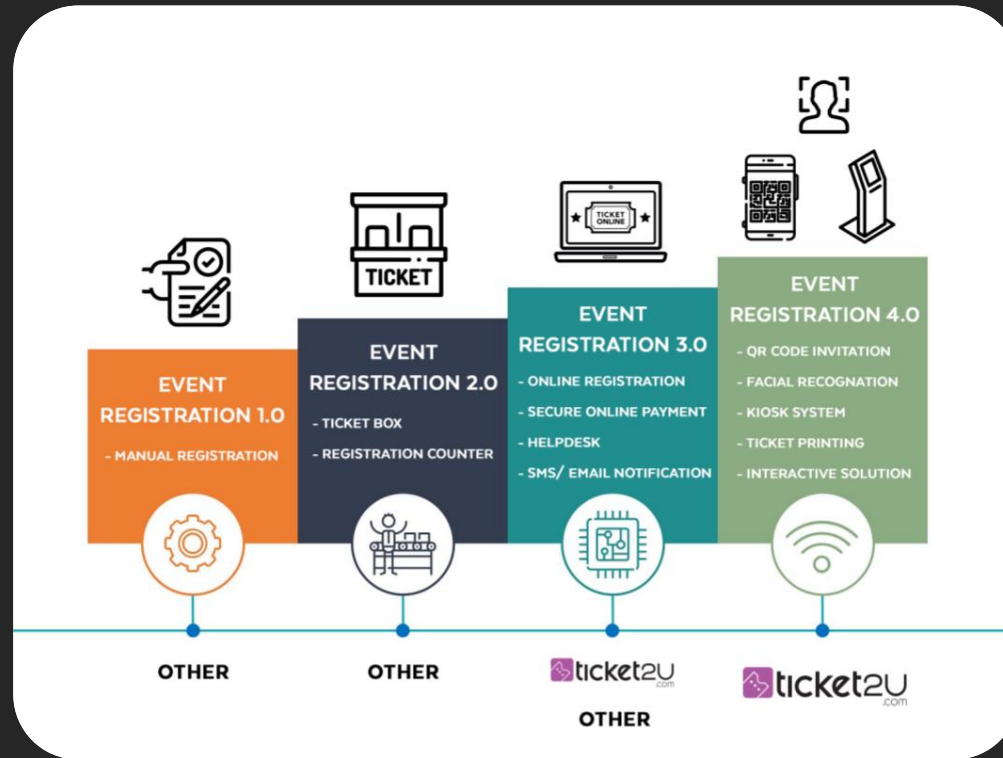 TICKET
TICKET
ONLINE
EVENT
REGISTRATION 1.0
- MANUAL REGISTRATION
EVENT
REGISTRATION 2.0
- TICKET BOX
- REGISTRATION COUNTER
EVENT
REGISTRATION 3.0
- ONLINE REGISTRATION
- SECURE ONLINE PAYMENT
- HELPDESK
- SMS/ EMAIL NOTIFICATION
EVENT
REGISTRATION 4.0
- QR CODE INVITATION
- FACIAL RECOGNATION
- KIOSK SYSTEM
- TICKET PRINTING
- INTERACTIVE SOLUTION
OTHER
OTHER
ticket2U
.com
OTHER
ticket2U
.com